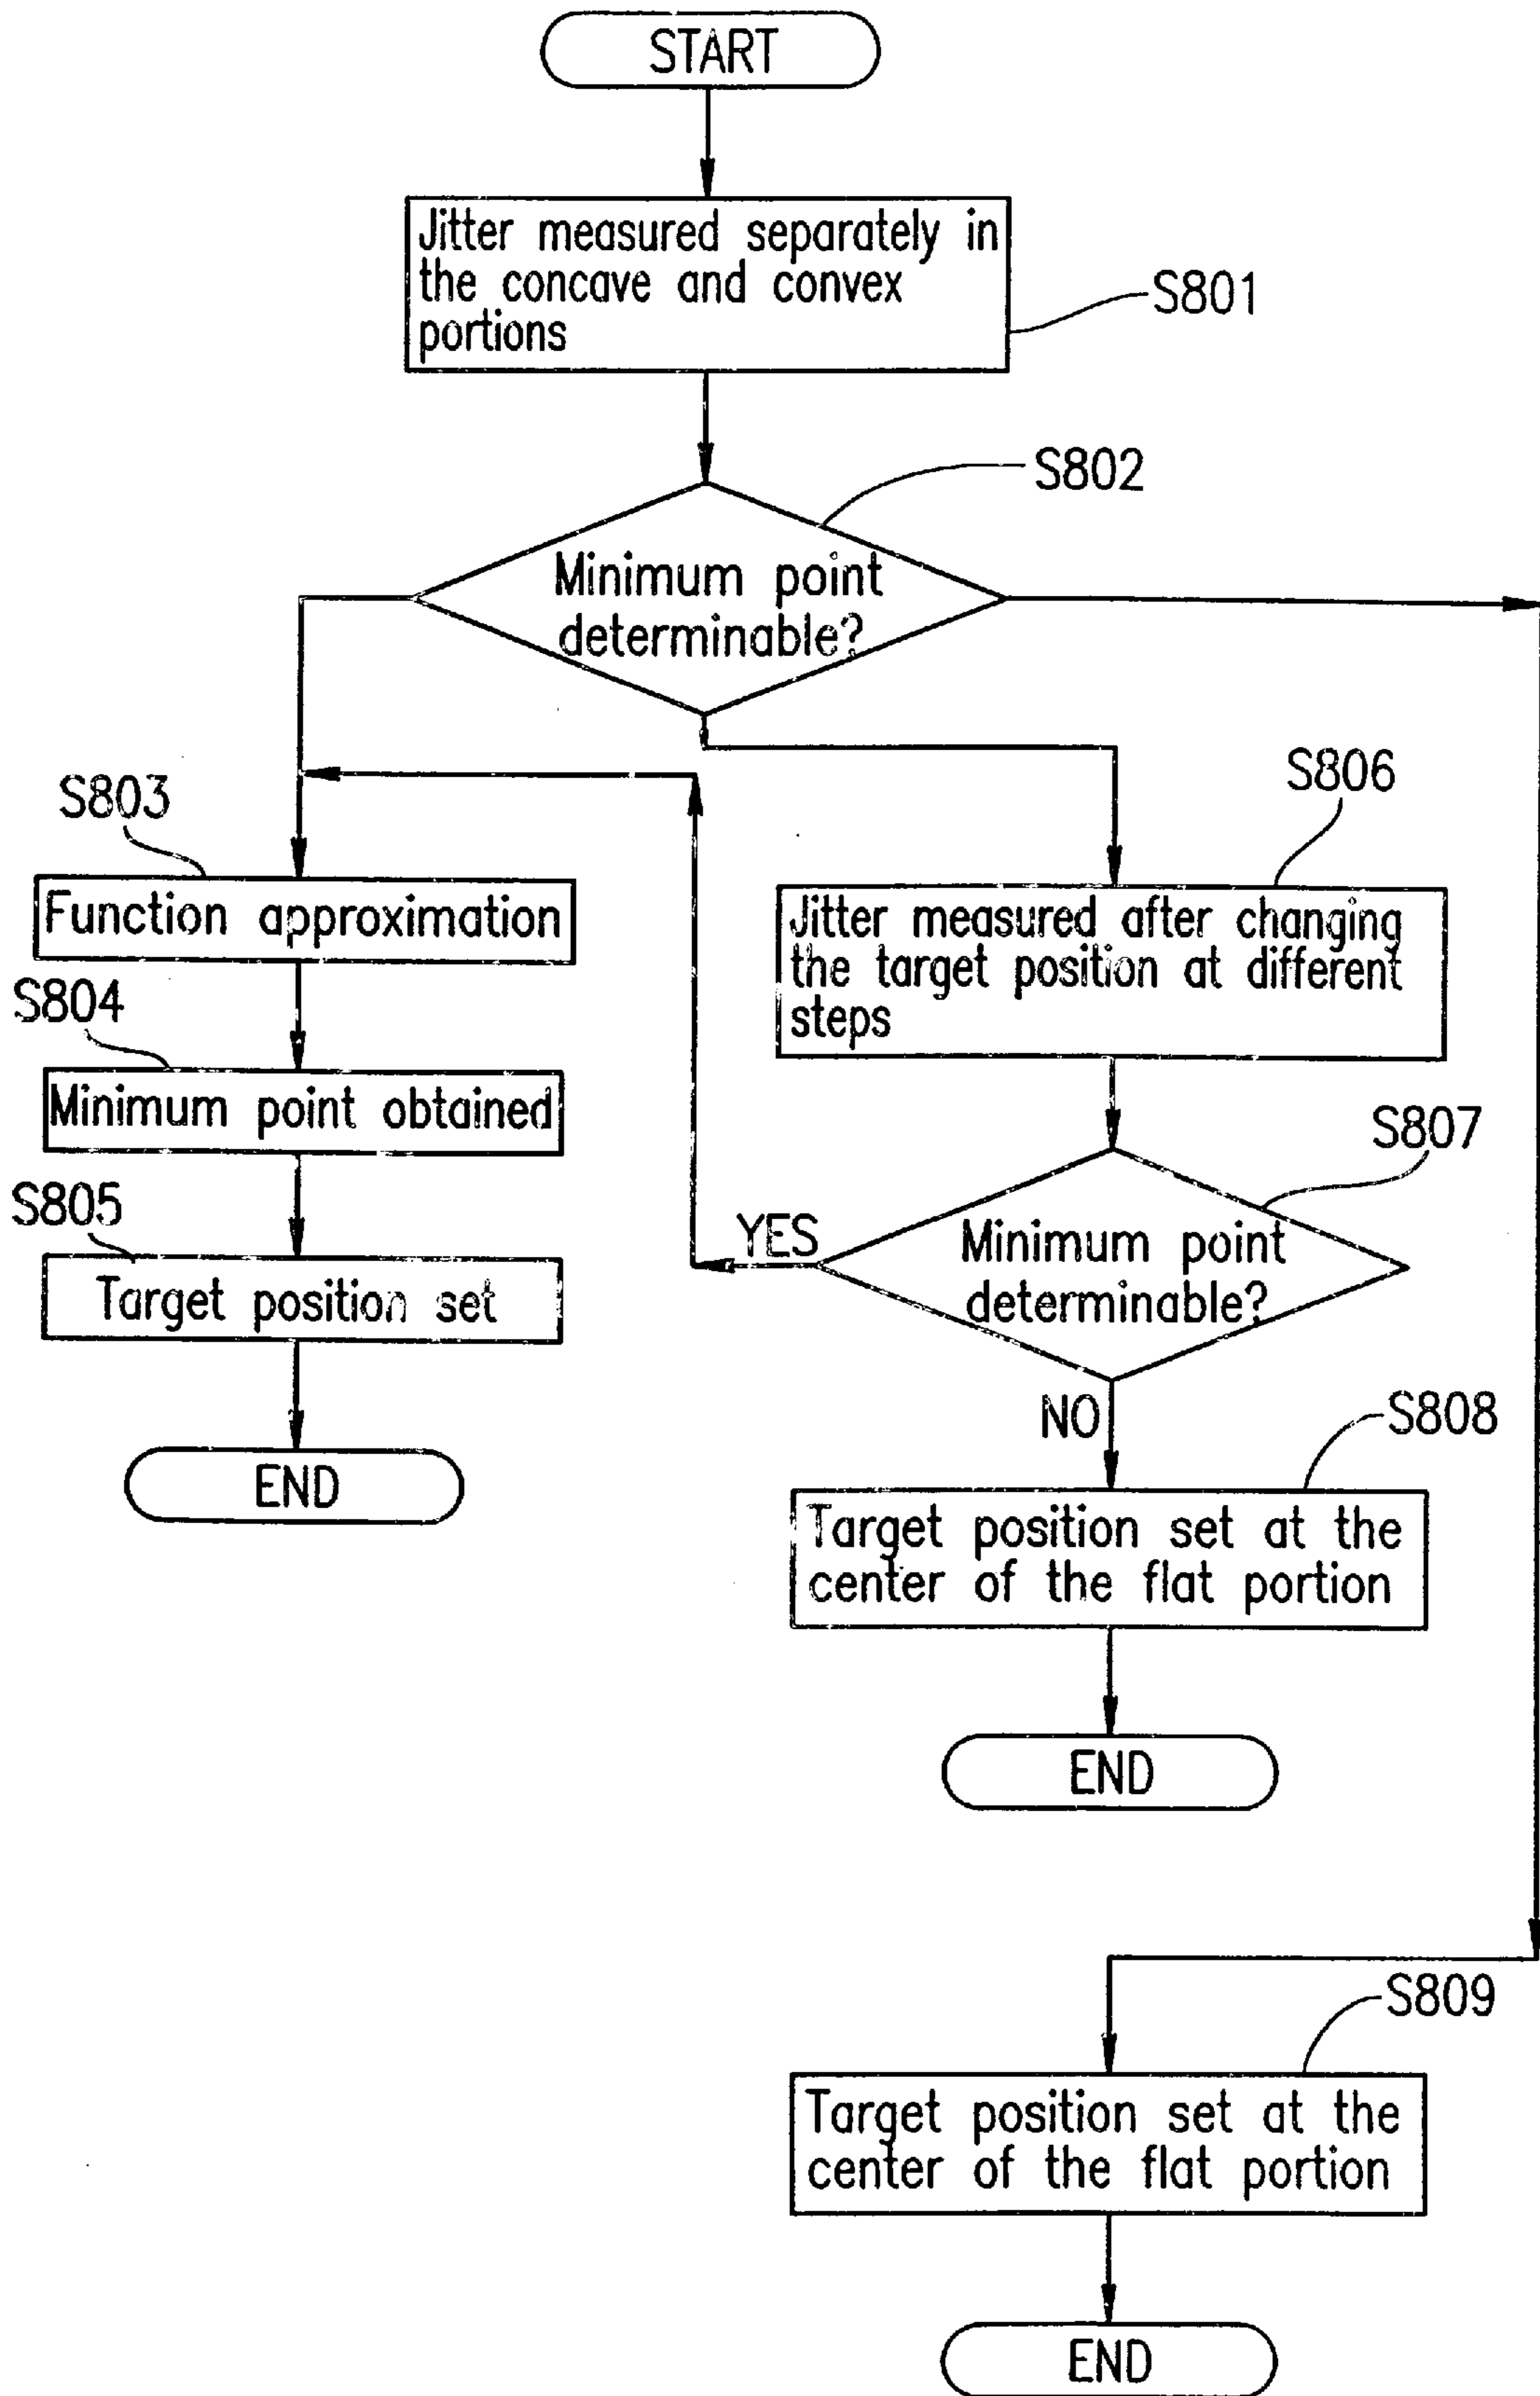 START
Jitter measured separately in
the concave and convex
portions
S801
S802
Minimum point
determinable?
S803
Function approximation
S804
Minimum point obtained
S805
Target position set
END
S806
Jitter measured after changing
the target position at different
steps
S807
YES
Minimum point
determinable?
NO
S808
Target position set at the
center of the flat portion
END
S809
Target position set at the
center of the flat portion
END